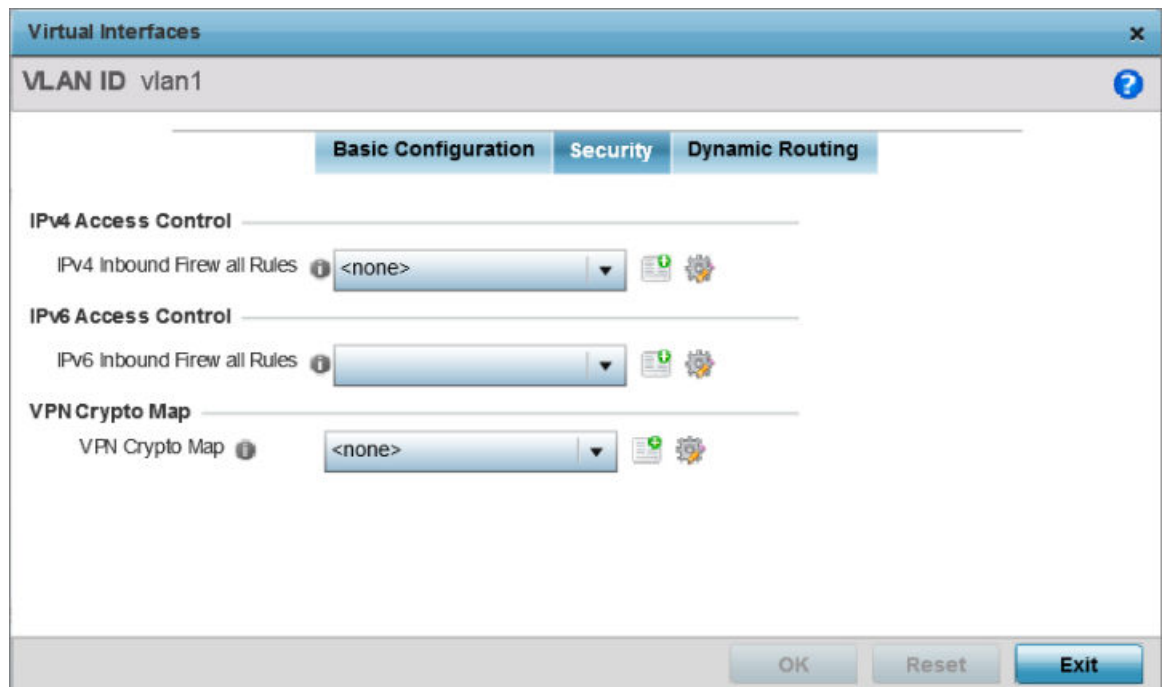 Virtual Interfaces
VLAN ID vlan1
Basic Configuration Security Dynamic Routing
IPv4 Access Control
IPv4 Inbound Firew all Rules <none>
IPv6 Access Control
IPv6 Inbound Firew all Rules
VPN Crypto Map
VPN Crypto Map <none>
OK Reset Exit